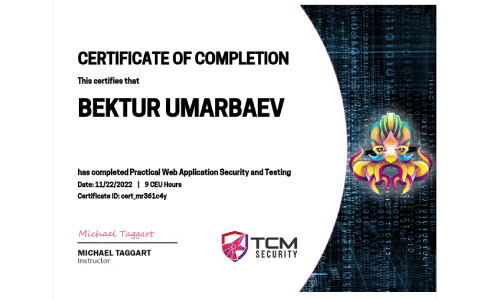 CERTIFICATE OF COMPLETION
This certifies that
BEKTUR UMARBAEV
has completed Practical Web Application Security and Testing
Date: 11/22/2022 | 9 CEU Hours
Certificate ID: cert_mr361c4y
Michael Taggart
MICHAEL TAGGART
Instructor
TCM
SECURITY